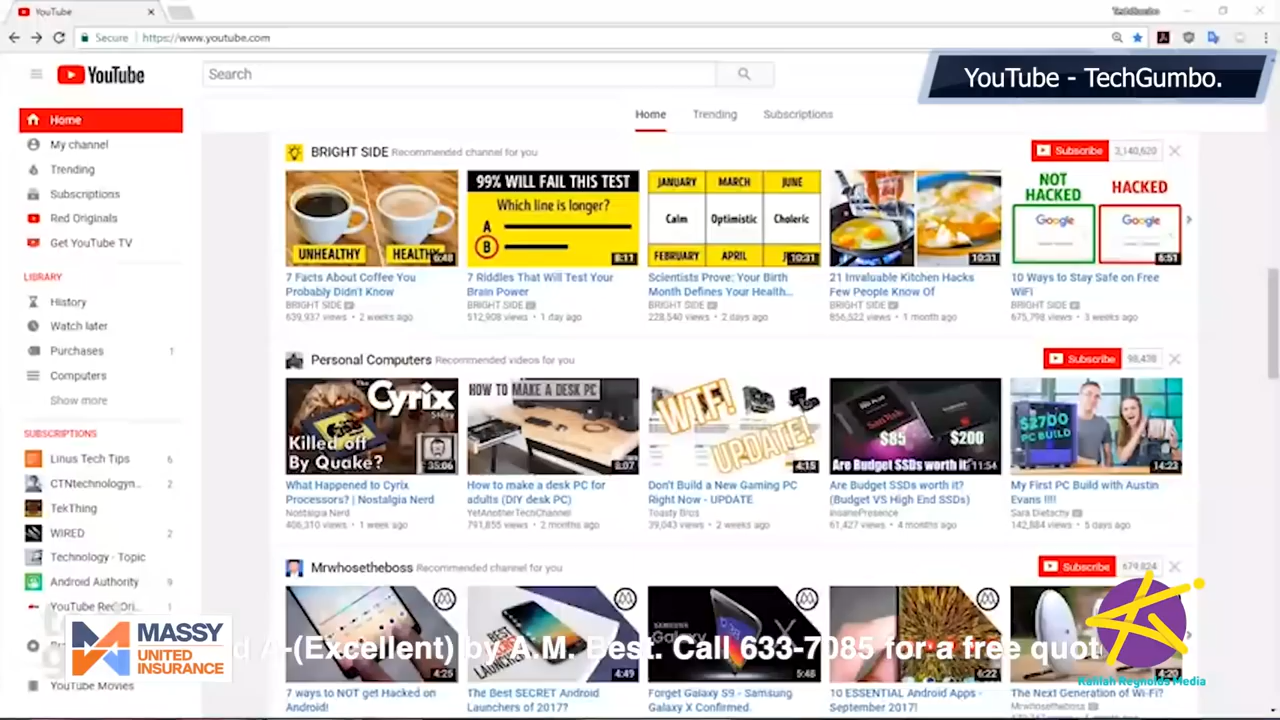 YouTube
TechGumbo
Secure
https://www.youtube.com
YouTube
Search
YouTube - TechGumbo.
Home
Trending
Subscriptions
Home
My channel
Trending
Subscriptions
Red Originals
Get YouTube TV
LIBRARY
History
Watch later
Purchases 1
Computers
Show more
SUBSCRIPTIONS
Linus Tech Tips 6
CTNtechnologyn... 2
TekThing
WIRED 2
Technology - Topic
Android Authority 9
YouTube Red Ori... 1
YouTube Movies
BRIGHT SIDE Recommended channel for you
Subscribe 3,140,620
UNHEALTHY HEALTHY
6:48
7 Facts About Coffee You
Probably Didn't Know
BRIGHT SIDE
639,937 views • 2 weeks ago
99% WILL FAIL THIS TEST
Which line is longer?
A
B
8:11
7 Riddles That Will Test Your
Brain Power
BRIGHT SIDE
512,908 views • 1 day ago
JANUARY MARCH JUNE
Calm Optimistic Choleric
FEBRUARY APRIL
10:31
Scientists Prove: Your Birth
Month Defines Your Health...
BRIGHT SIDE
228,540 views • 2 days ago
10:31
21 Invaluable Kitchen Hacks
Few People Know Of
BRIGHT SIDE
856,522 views • 1 month ago
NOT
HACKED
HACKED
Google Google
6:51
10 Ways to Stay Safe on Free
WiFi
BRIGHT SIDE
675,798 views • 3 weeks ago
Personal Computers Recommended videos for you
Subscribe 98,438
The
Cyrix
Story
Killed off
By Quake?
35:06
What Happened to Cyrix
Processors? | Nostalgia Nerd
Nostalgia Nerd
406,310 views • 1 week ago
HOW TO MAKE A DESK PC
8:07
How to make a desk PC for
adults (DIY desk PC)
YetAnotherTechChannel
791,855 views • 2 months ago
WTF!
UPDATE!
4:15
Don't Build a New Gaming PC
Right Now - UPDATE
Toasty Bros
39,043 views • 2 weeks ago
$85 $200
Are Budget SSDs worth it?
11:54
Are Budget SSDs worth it?
(Budget VS High End SSDs)
InsanePresence
61,427 views • 4 months ago
$2700
PC BUILD
14:23
My First PC Build with Austin
Evans !!!!
Sara Dietschy
142,884 views • 5 days ago
Mrwhosetheboss Recommended channel for you
Subscribe 679,824
4:25
7 ways to NOT get Hacked on
Android!
BEST
LAUNCHERS
4:49
The Best SECRET Android
Launchers of 2017?
SAMSUNG
Galaxy X
5:48
Forget Galaxy S9 - Samsung
Galaxy X Confirmed.
6:22
10 ESSENTIAL Android Apps -
September 2017!
The Next Generation of Wi-Fi?
Mrwhosetheboss
MASSY
UNITED
INSURANCE
d A-(Excellent) by A.M. Best. Call 633-7085 for a free quot
Kalilah Reynolds Media